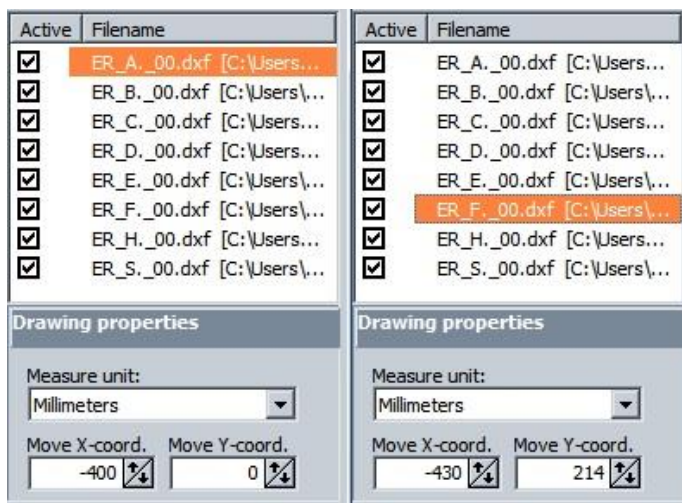 Active Filename
ER_A._00.dxf [C:\Users...
ER_B._00.dxf [C:\Users\...
ER_C._00.dxf [C:\Users...
ER_D._00.dxf [C:\Users...
ER_E._00.dxf [C:\Users\...
ER_F._00.dxf [C:\Users\...
ER_H._00.dxf [C:\Users...
ER_S._00.dxf [C:\Users\...
Drawing properties
Measure unit:
Millimeters
Move X-coord. Move Y-coord.
-400 0
Active Filename
ER_A._00.dxf [C:\Users...
ER_B._00.dxf [C:\Users\...
ER_C._00.dxf [C:\Users...
ER_D._00.dxf [C:\Users...
ER_E._00.dxf [C:\Users\...
ER_F._00.dxf [C:\Users\...
ER_H._00.dxf [C:\Users...
ER_S._00.dxf [C:\Users\...
Drawing properties
Measure unit:
Millimeters
Move X-coord. Move Y-coord.
-430 214